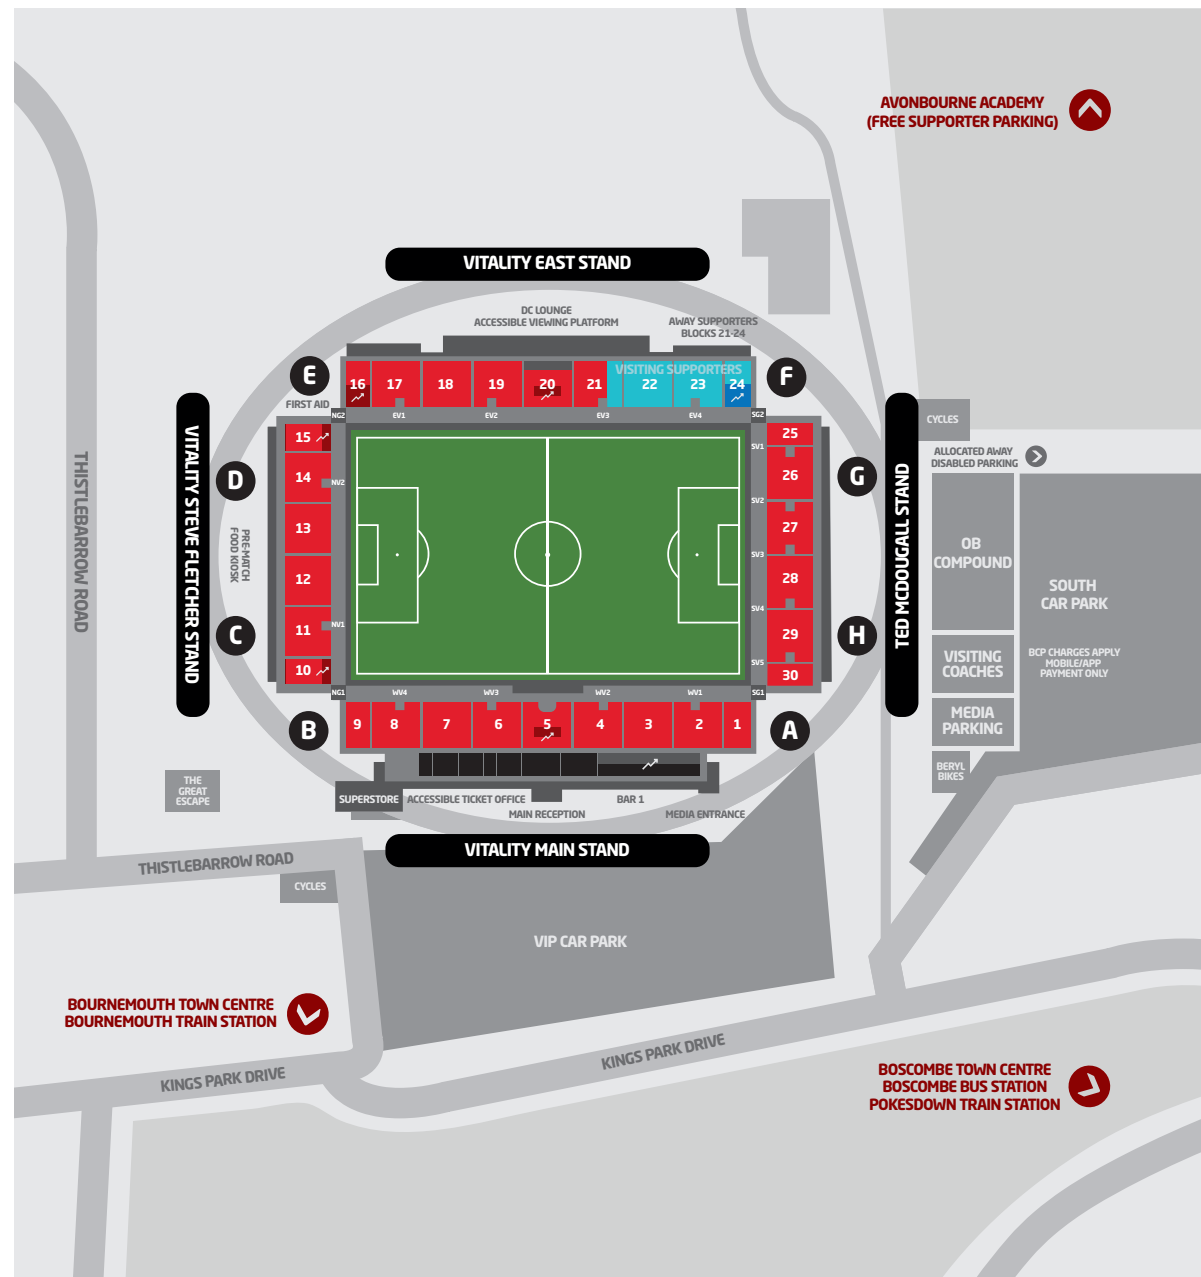 AVONBOURNE ACADEMY
(FREE SUPPORTER PARKING)
VITALITY EAST STAND
DC LOUNGE
ACCESSIBLE VIEWING PLATFORM
AWAY SUPPORTERS
BLOCKS 21-24
E
F
VISITING SUPPORTERS
16
17
18
19
20
21
22
23
24
FIRST AID
NG2
EV1
EV2
EV3
EV4
SG2
15
14
13
12
11
10
NV2
NV1
25
26
27
28
29
30
SV1
SV2
SV3
SV4
SV5
D
C
G
H
PRE-MATCH
FOOD KIOSK
VITALITY STEVE FLETCHER STAND
THISTLEBARROW ROAD
TED MCDOUGALL STAND
CYCLES
ALLOCATED AWAY
DISABLED PARKING
OB
COMPOUND
SOUTH
CAR PARK
BCP CHARGES APPLY
MOBILE/APP
PAYMENT ONLY
VISITING
COACHES
MEDIA
PARKING
BERYL
BIKES
NG1
WV4
WV3
WV2
WV1
SG1
9
8
7
6
5
4
3
2
1
B
A
THE
GREAT
ESCAPE
SUPERSTORE
ACCESSIBLE TICKET OFFICE
BAR 1
MAIN RECEPTION
MEDIA ENTRANCE
VITALITY MAIN STAND
THISTLEBARROW ROAD
CYCLES
VIP CAR PARK
BOURNEMOUTH TOWN CENTRE
BOURNEMOUTH TRAIN STATION
KINGS PARK DRIVE
KINGS PARK DRIVE
BOSCOMBE TOWN CENTRE
BOSCOMBE BUS STATION
POKESDOWN TRAIN STATION